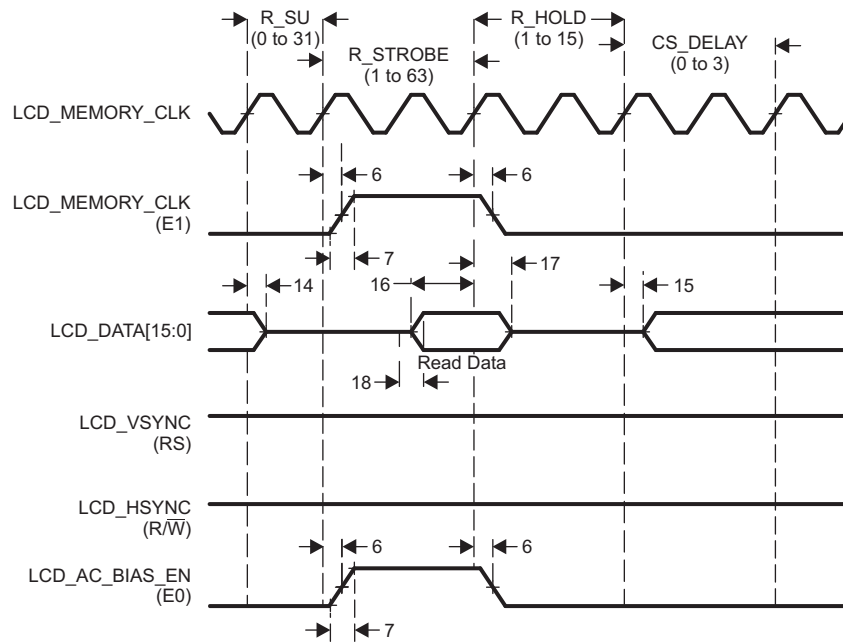 R_SU
(0 to 31)
R_STROBE
(1 to 63)
R_HOLD
(1 to 15)
CS_DELAY
(0 to 3)
LCD_MEMORY_CLK
6
6
LCD_MEMORY_CLK
(E1)
7
17
14
16
15
LCD_DATA[15:0]
Read Data
18
LCD_VSYNC
(RS)
LCD_HSYNC
(R/W̅)
6
6
LCD_AC_BIAS_EN
(E0)
7